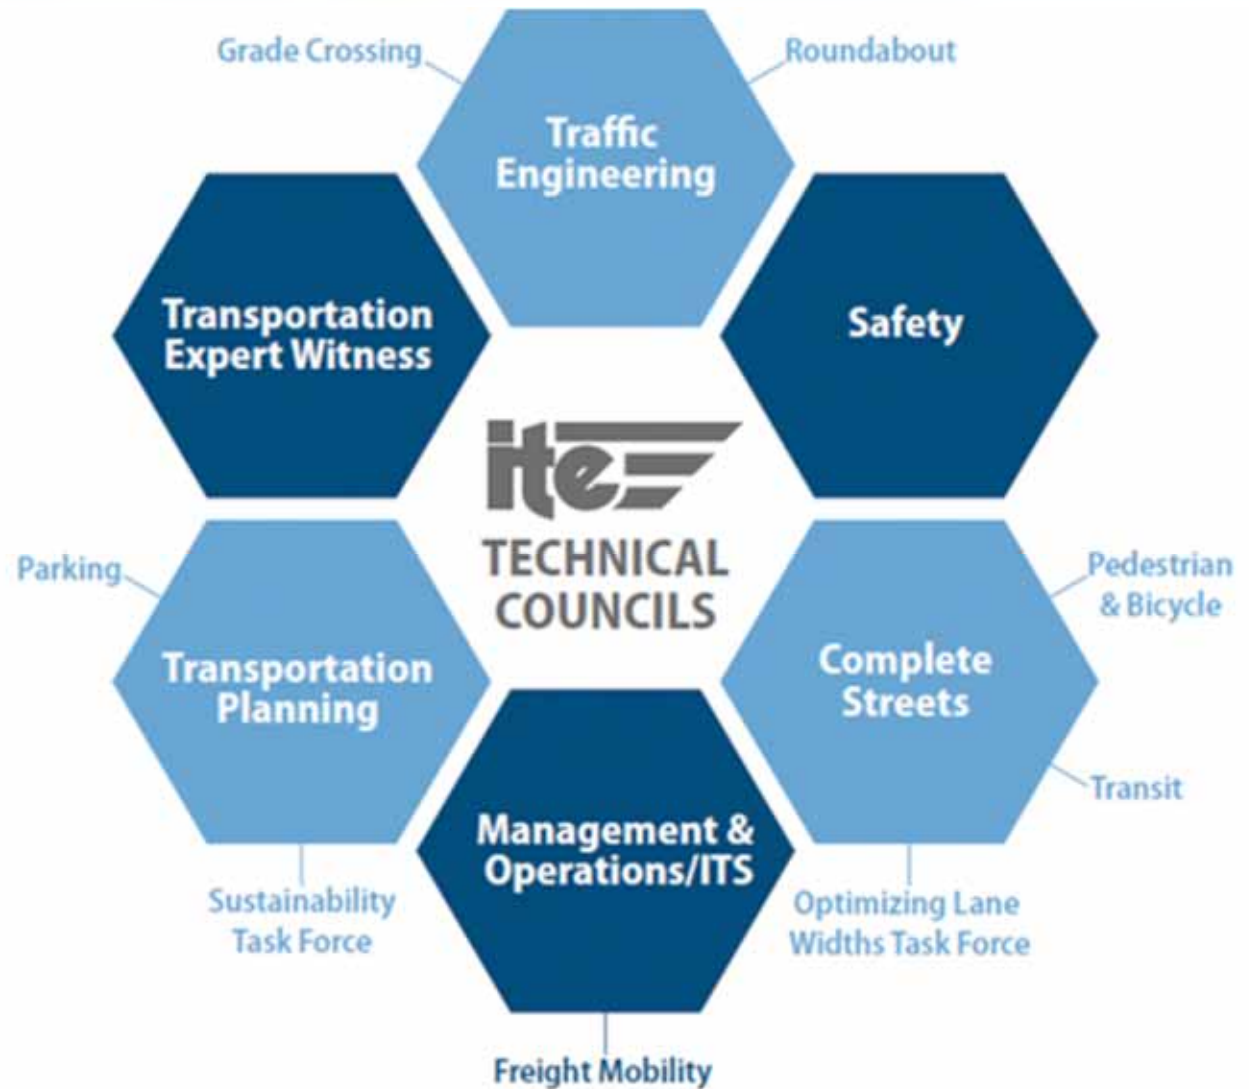 Grade Crossing
Roundabout
Traffic
Engineering
Transportation
Expert Witness
Safety
ite
TECHNICAL
COUNCILS
Parking
Transportation
Planning
Pedestrian
& Bicycle
Complete
Streets
Transit
Management &
Operations/ITS
Sustainability
Task Force
Optimizing Lane
Widths Task Force
Freight Mobility